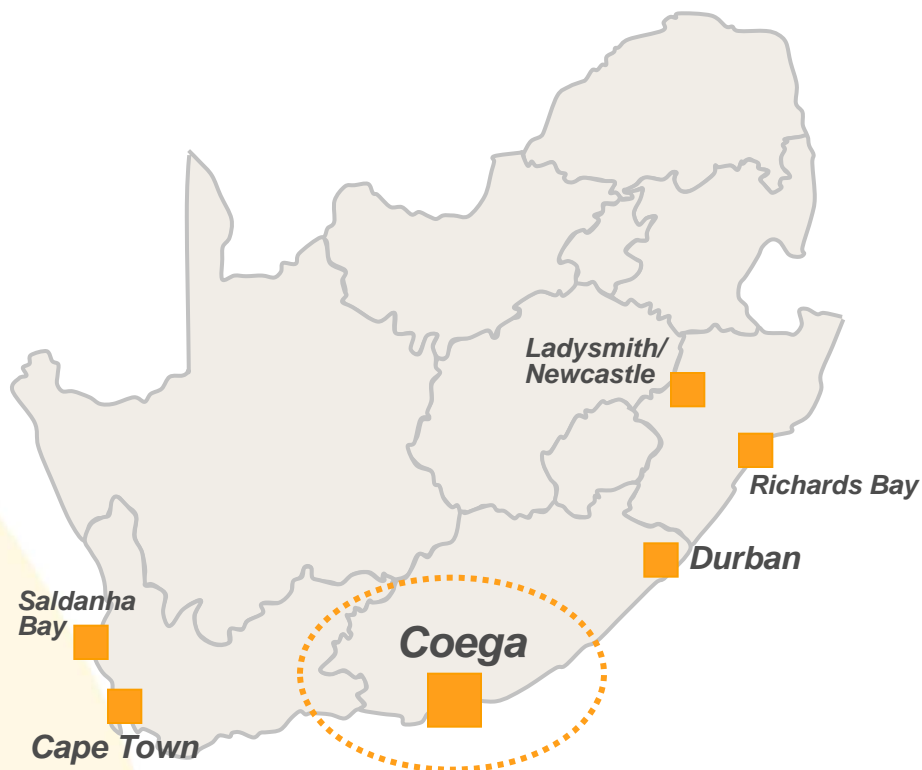 Ladysmith/
Newcastle
Richards Bay
Durban
Saldanha
Bay
Coega
Cape Town